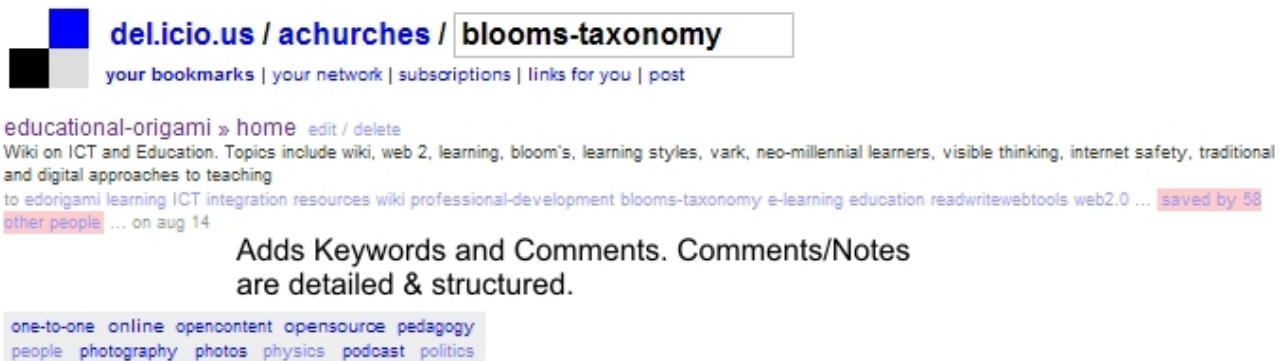 del.icio.us / achurches / blooms-taxonomy
your bookmarks | your network | subscriptions | links for you | post
educational-origami » home edit / delete
Wiki on ICT and Education. Topics include wiki, web 2, learning, bloom's, learning styles, vark, neo-millennial learners, visible thinking, internet safety, traditional
and digital approaches to teaching
to edorigami learning ICT integration resources wiki professional-development blooms-taxonomy e-learning education readwritewebtools web2.0 ... saved by 58
other people ... on aug 14
Adds Keywords and Comments. Comments/Notes
are detailed & structured.
one-to-one online opencontent opensource pedagogy
people photography photos physics podcast politics